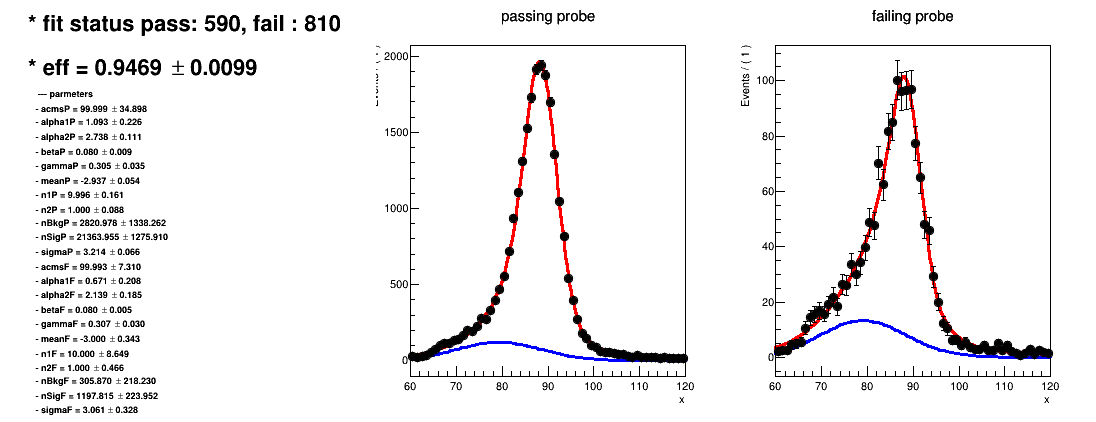 * fit status pass: 590, fail : 810
* eff = 0.9469 ± 0.0099
--- parmeters
- acmsP = 99.999 ± 34.898
- alpha1P = 1.093 ± 0.226
- alpha2P = 2.738 ± 0.111
- betaP = 0.080 ± 0.009
- gammaP = 0.305 ± 0.035
- meanP = -2.937 ± 0.054
- n1P = 9.996 ± 0.161
- n2P = 1.000 ± 0.088
- nBkgP = 2820.978 ± 1338.262
- nSigP = 21363.955 ± 1275.910
- sigmaP = 3.214 ± 0.066
- acmsF = 99.993 ± 7.310
- alpha1F = 0.671 ± 0.208
- alpha2F = 2.139 ± 0.185
- betaF = 0.080 ± 0.005
- gammaF = 0.307 ± 0.030
- meanF = -3.000 ± 0.343
- n1F = 10.000 ± 8.649
- n2F = 1.000 ± 0.466
- nBkgF = 305.870 ± 218.230
- nSigF = 1197.815 ± 223.952
- sigmaF = 3.061 ± 0.328
passing probe
2000
1500
1000
500
0
60 70 80 90 100 110 120
x
failing probe
Events / ( 1 )
100
80
60
40
20
0
60 70 80 90 100 110 120
x